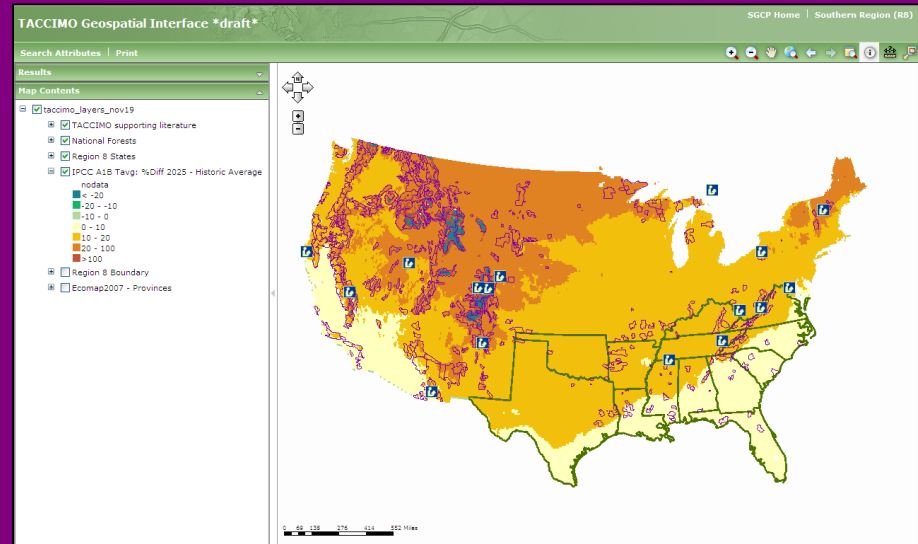 TACCIMO Geospatial Interface *draft*
SGCP Home | Southern Region (R8)
Search Attributes | Print
Results
Map Contents
taccimo_layers_nov19
TACCIMO supporting literature
National Forests
Region 8 States
IPCC A1B Tavg: %Diff 2025 - Historic Average
nodata
< -20
-20 - -10
-10 - 0
0 - 10
10 - 20
20 - 100
>100
Region 8 Boundary
Ecomap2007 - Provinces
N
0 69 138 276 414 552 Miles